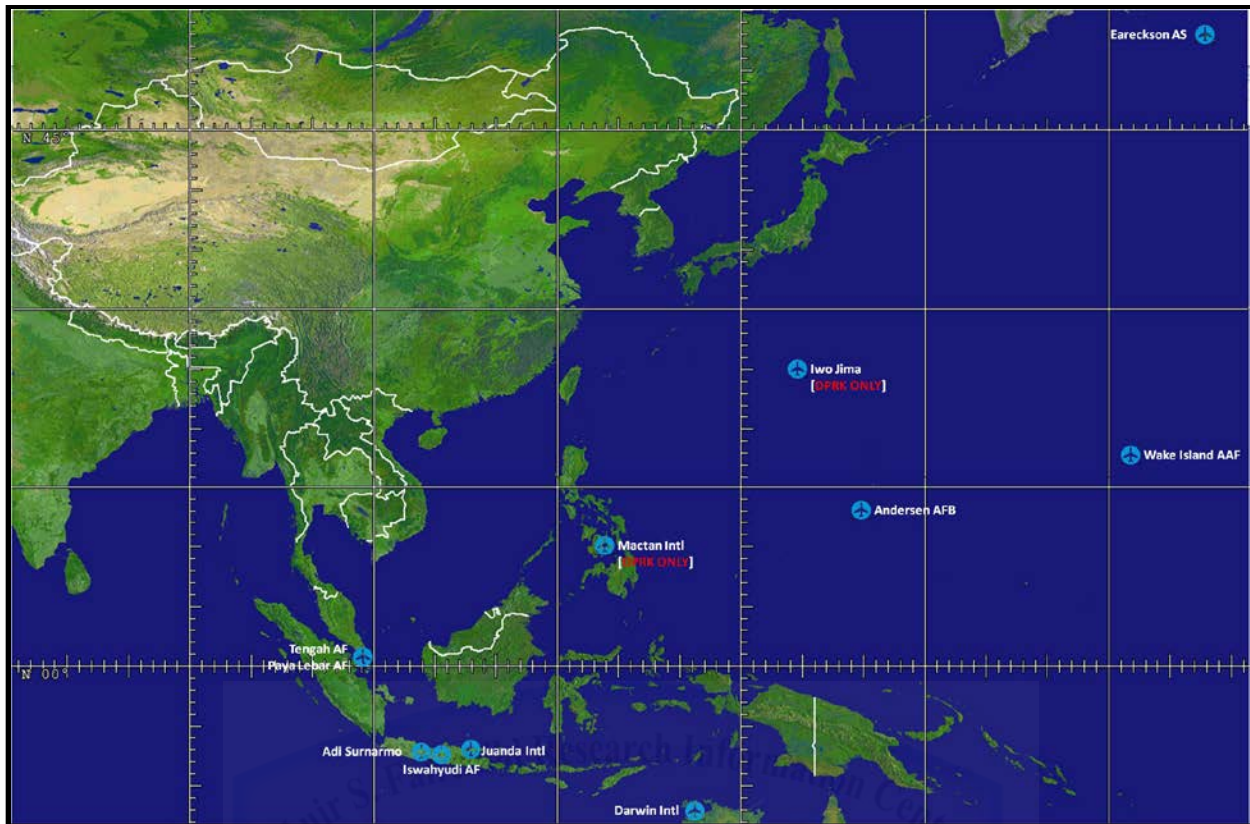 Eareckson AS
N 45°
Iwo Jima
[DPRK ONLY]
Wake Island AAF
Andersen AFB
Mactan Intl
[DPRK ONLY]
Tengah AF
Paya Lebar AF
N 00°
Adi Surnarmo
Juanda Intl
Iswahyudi AF
Darwin Intl